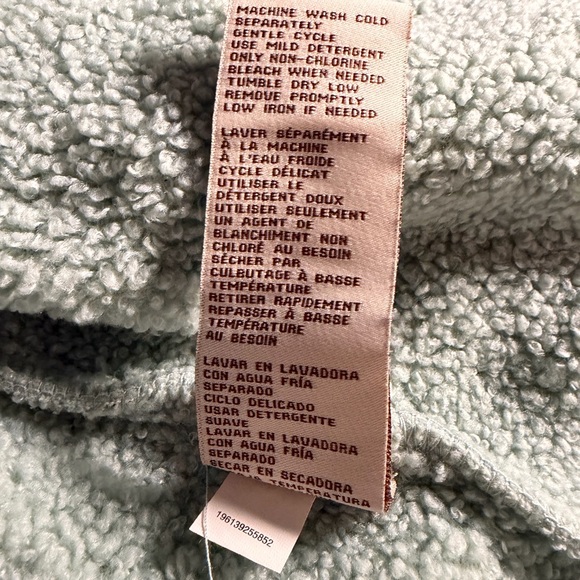 MACHINE WASH COLD
SEPARATELY
GENTLE CYCLE
USE MILD DETERGENT
ONLY NON-CHLORINE
BLEACH WHEN NEEDED
TUMBLE DRY LOW
REMOVE PROMPTLY
LOW IRON IF NEEDED
LAVER SÉPARÉMENT
À LA MACHINE
À L'EAU FROIDE
CYCLE DÉLICAT
UTILISER LE
DÉTERGENT DOUX
UTILISER SEULEMENT
UN AGENT DE
BLANCHIMENT NON
CHLORÉ AU BESOIN
SÉCHER PAR
CULBUTAGE À BASSE
TEMPÉRATURE
RETIRER RAPIDEMENT
REPASSER À BASSE
TEMPÉRATURE
AU BESOIN
LAVAR EN LAVADORA
CON AGUA FRÍA
SEPARADO
CICLO DELICADO
USAR DETERGENTE
SUAVE
LAVAR EN LAVADORA
CON AGUA FRÍA
SEPARADO
SECAR EN SECADORA
TEMPERATURA
196139255852